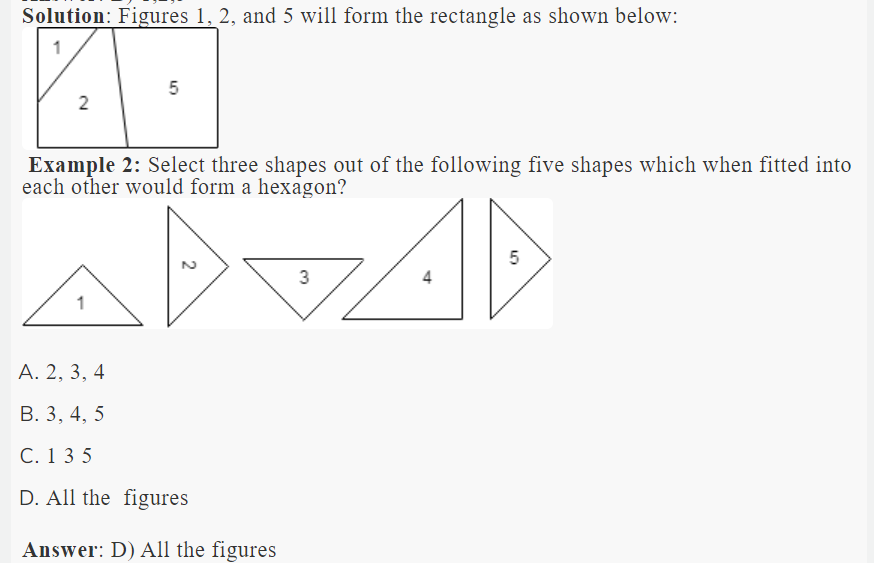 Solution: Figures 1, 2, and 5 will form the rectangle as shown below:
1
2
5
Example 2: Select three shapes out of the following five shapes which when fitted into
each other would form a hexagon?
1
2
3
4
5
A. 2, 3, 4
B. 3, 4, 5
C. 1 3 5
D. All the figures
Answer: D) All the figures